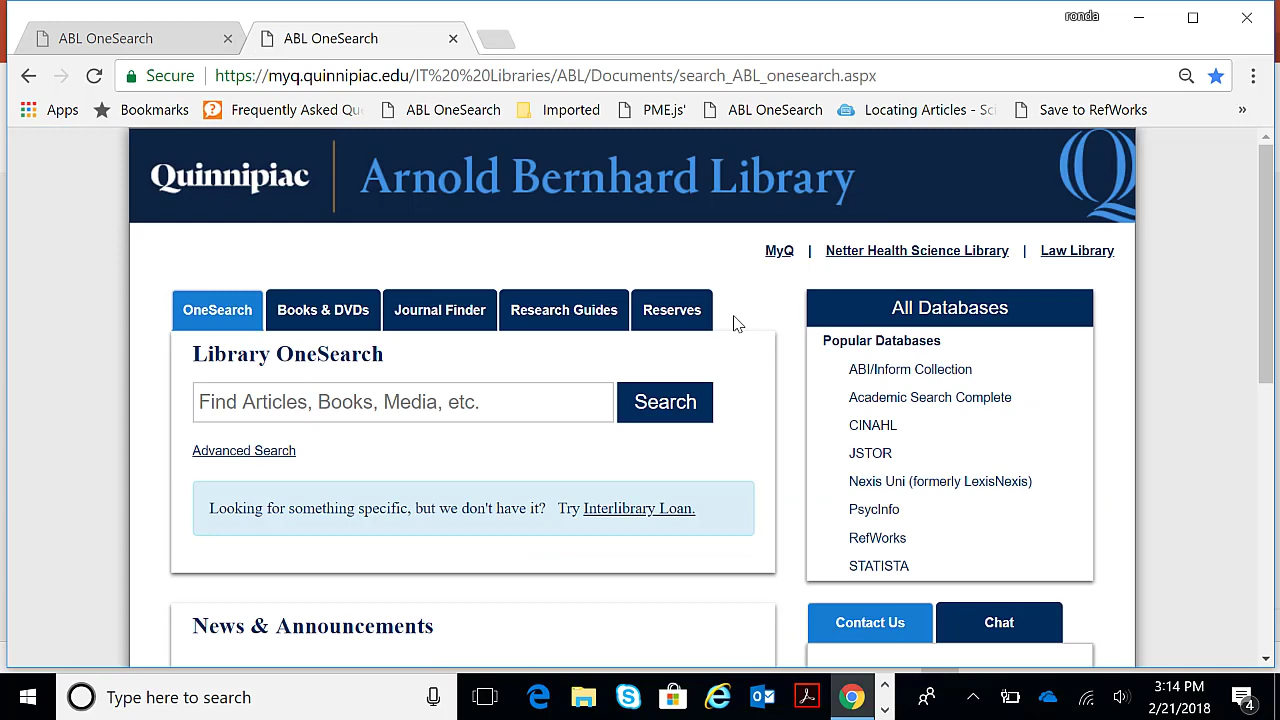 ronda
ABL OneSearch
ABL OneSearch
Secure
https://myq.quinnipiac.edu/IT%20%20Libraries/ABL/Documents/search_ABL_onesearch.aspx
Apps Bookmarks Frequently Asked Qu ABL OneSearch Imported PME.js' ABL OneSearch Locating Articles - Sci Save to RefWorks »
Quinnipiac Arnold Bernhard Library
MyQ | Netter Health Science Library | Law Library
OneSearch Books & DVDs Journal Finder Research Guides Reserves
Library OneSearch
Find Articles, Books, Media, etc. Search
Advanced Search
Looking for something specific, but we don't have it? Try Interlibrary Loan.
News & Announcements
All Databases
Popular Databases
ABI/Inform Collection
Academic Search Complete
CINAHL
JSTOR
Nexis Uni (formerly LexisNexis)
PsycInfo
RefWorks
STATISTA
Contact Us Chat
Type here to search
3:14 PM
2/21/2018
4